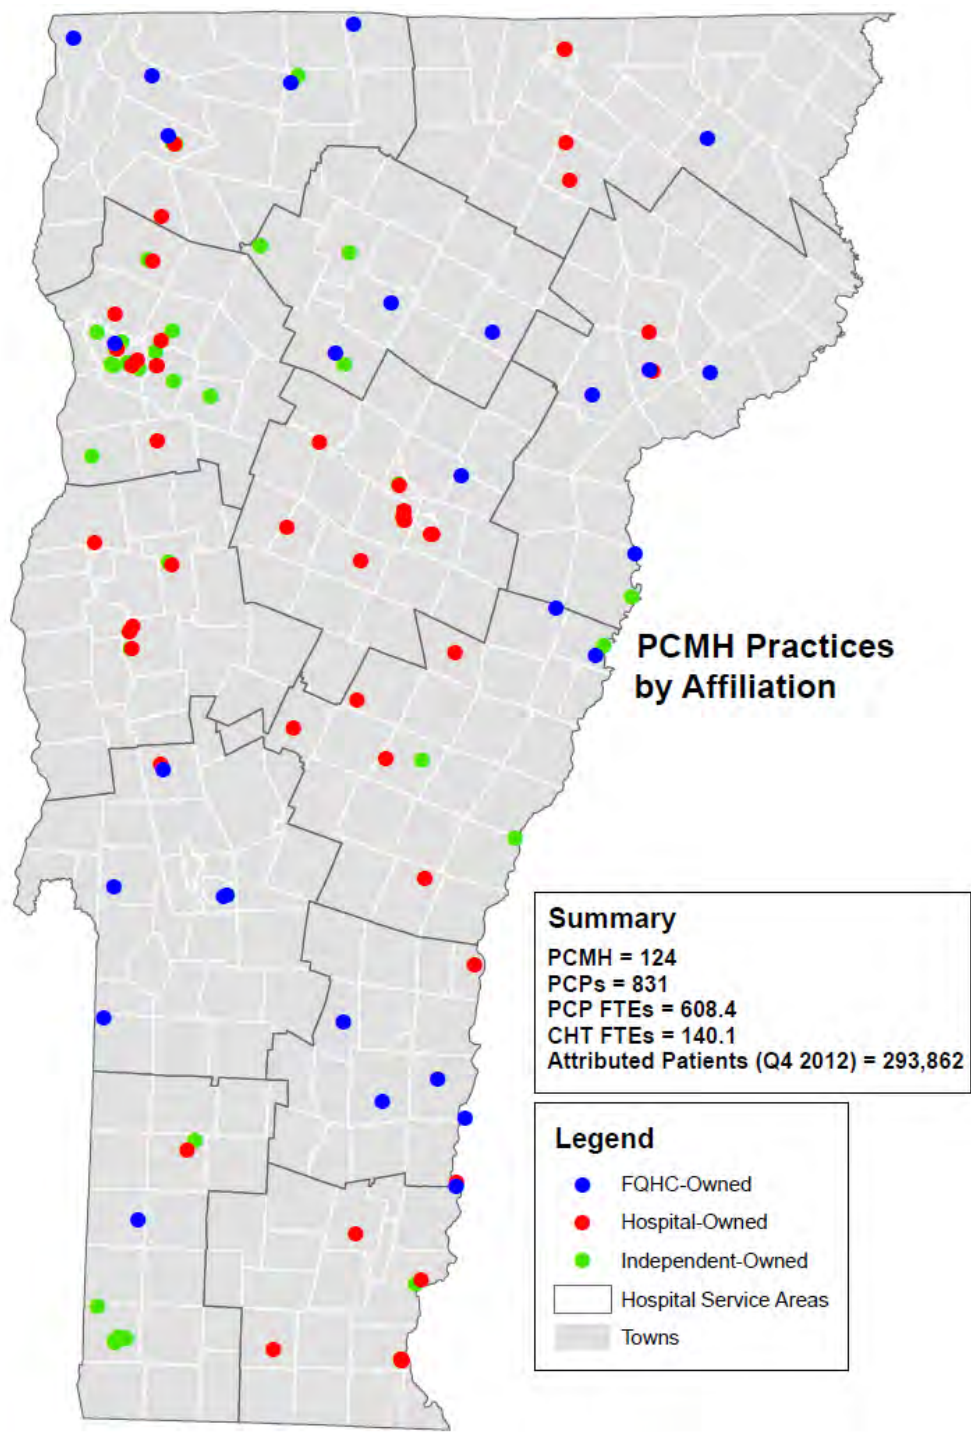 PCMH Practices
by Affiliation
Summary
PCMH = 124
PCPs = 831
PCP FTEs = 608.4
CHT FTEs = 140.1
Attributed Patients (Q4 2012) = 293,862
Legend
FQHC-Owned
Hospital-Owned
Independent-Owned
Hospital Service Areas
Towns